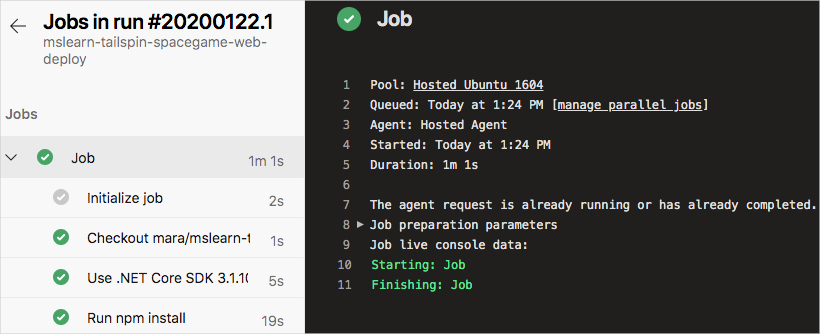 Jobs in run #20200122.1
mslearn-tailspin-spacegame-web-
deploy
Jobs
Job 1m 1s
Initialize job 2s
Checkout mara/mslearn-t 1s
Use .NET Core SDK 3.1.10 5s
Run npm install 19s
Job
1 Pool: Hosted Ubuntu 1604
2 Queued: Today at 1:24 PM [manage parallel jobs]
3 Agent: Hosted Agent
4 Started: Today at 1:24 PM
5 Duration: 1m 1s
6
7 The agent request is already running or has already completed.
8 Job preparation parameters
9 Job live console data:
10 Starting: Job
11 Finishing: Job